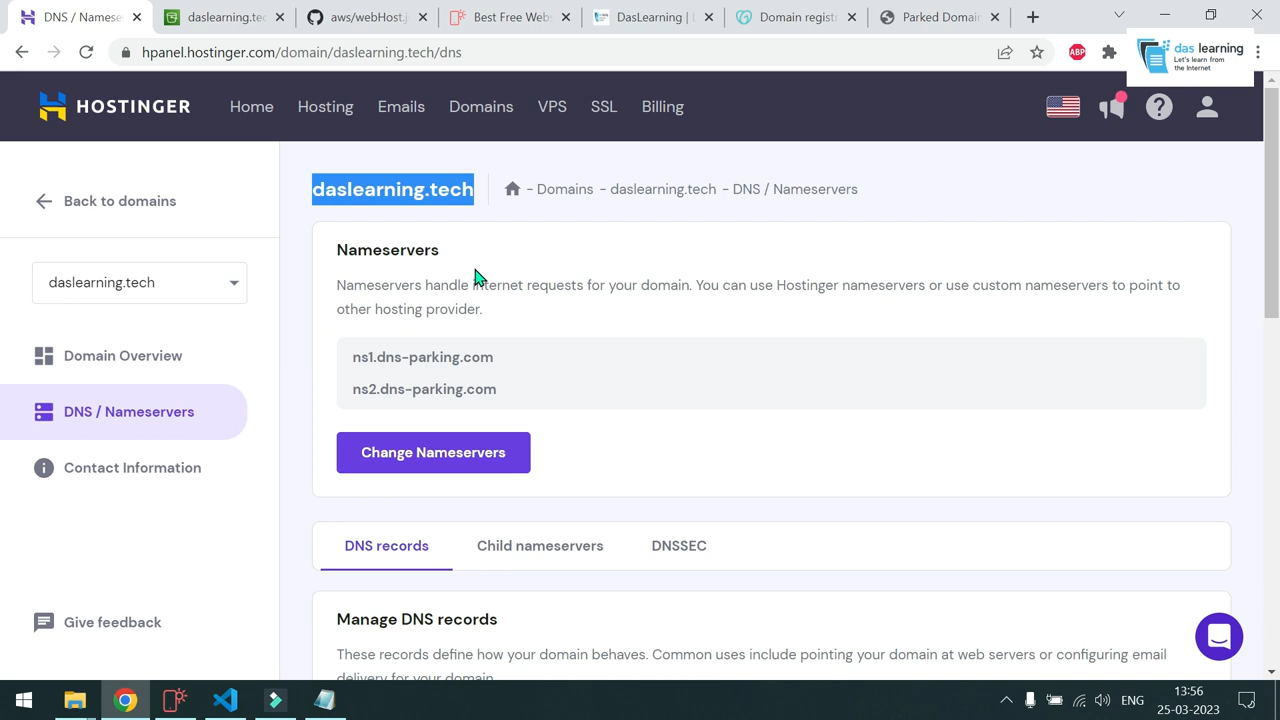 DNS / Namese
daslearning.tec
aws/webHost.j
Best Free Webs
DasLearning |
Domain regist
Parked Domain
hpanel.hostinger.com/domain/daslearning.tech/dns
ABP
das learning
Let's learn from
the Internet
HOSTINGER
Home
Hosting
Emails
Domains
VPS
SSL
Billing
Back to domains
daslearning.tech
Domain Overview
DNS / Nameservers
Contact Information
Give feedback
daslearning.tech
- Domains - daslearning.tech - DNS / Nameservers
Nameservers
Nameservers handle internet requests for your domain. You can use Hostinger nameservers or use custom nameservers to point to
other hosting provider.
ns1.dns-parking.com
ns2.dns-parking.com
Change Nameservers
DNS records
Child nameservers
DNSSEC
Manage DNS records
These records define how your domain behaves. Common uses include pointing your domain at web servers or configuring email
delivery for your domain.
ENG
13:56
25-03-2023